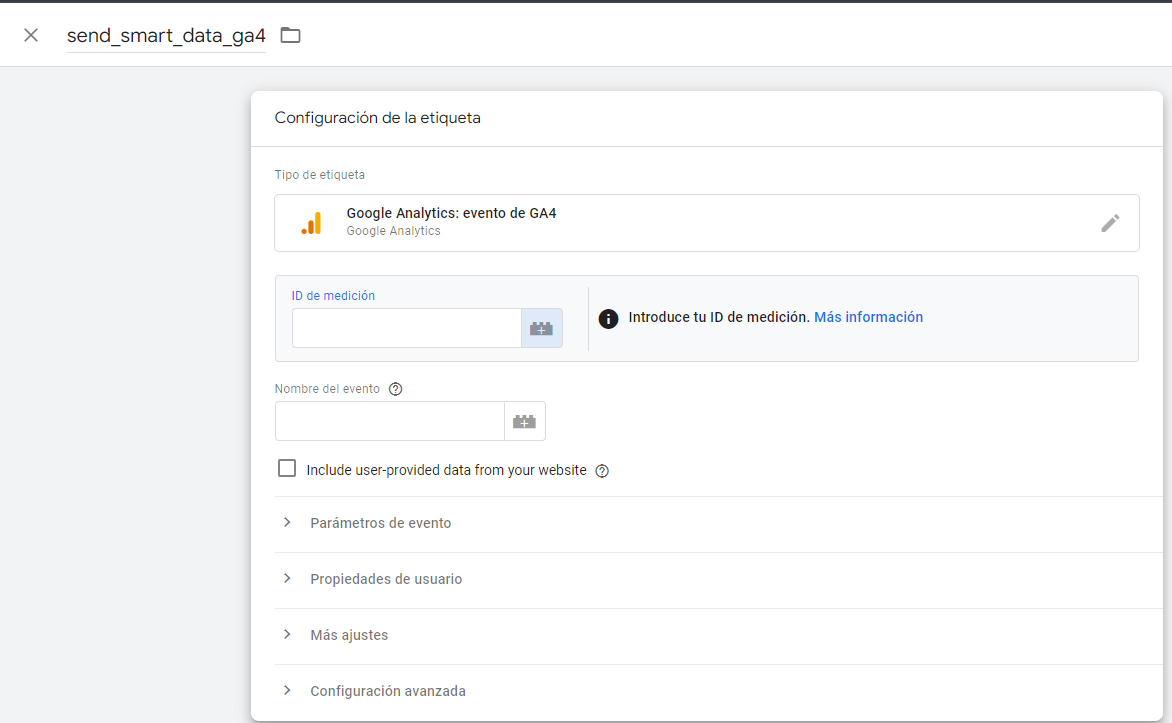 send_smart_data_ga4
Configuración de la etiqueta
Tipo de etiqueta
Google Analytics: evento de GA4
Google Analytics
ID de medición
Introduce tu ID de medición. Más información
Nombre del evento
Include user-provided data from your website
Parámetros de evento
Propiedades de usuario
Más ajustes
Configuración avanzada